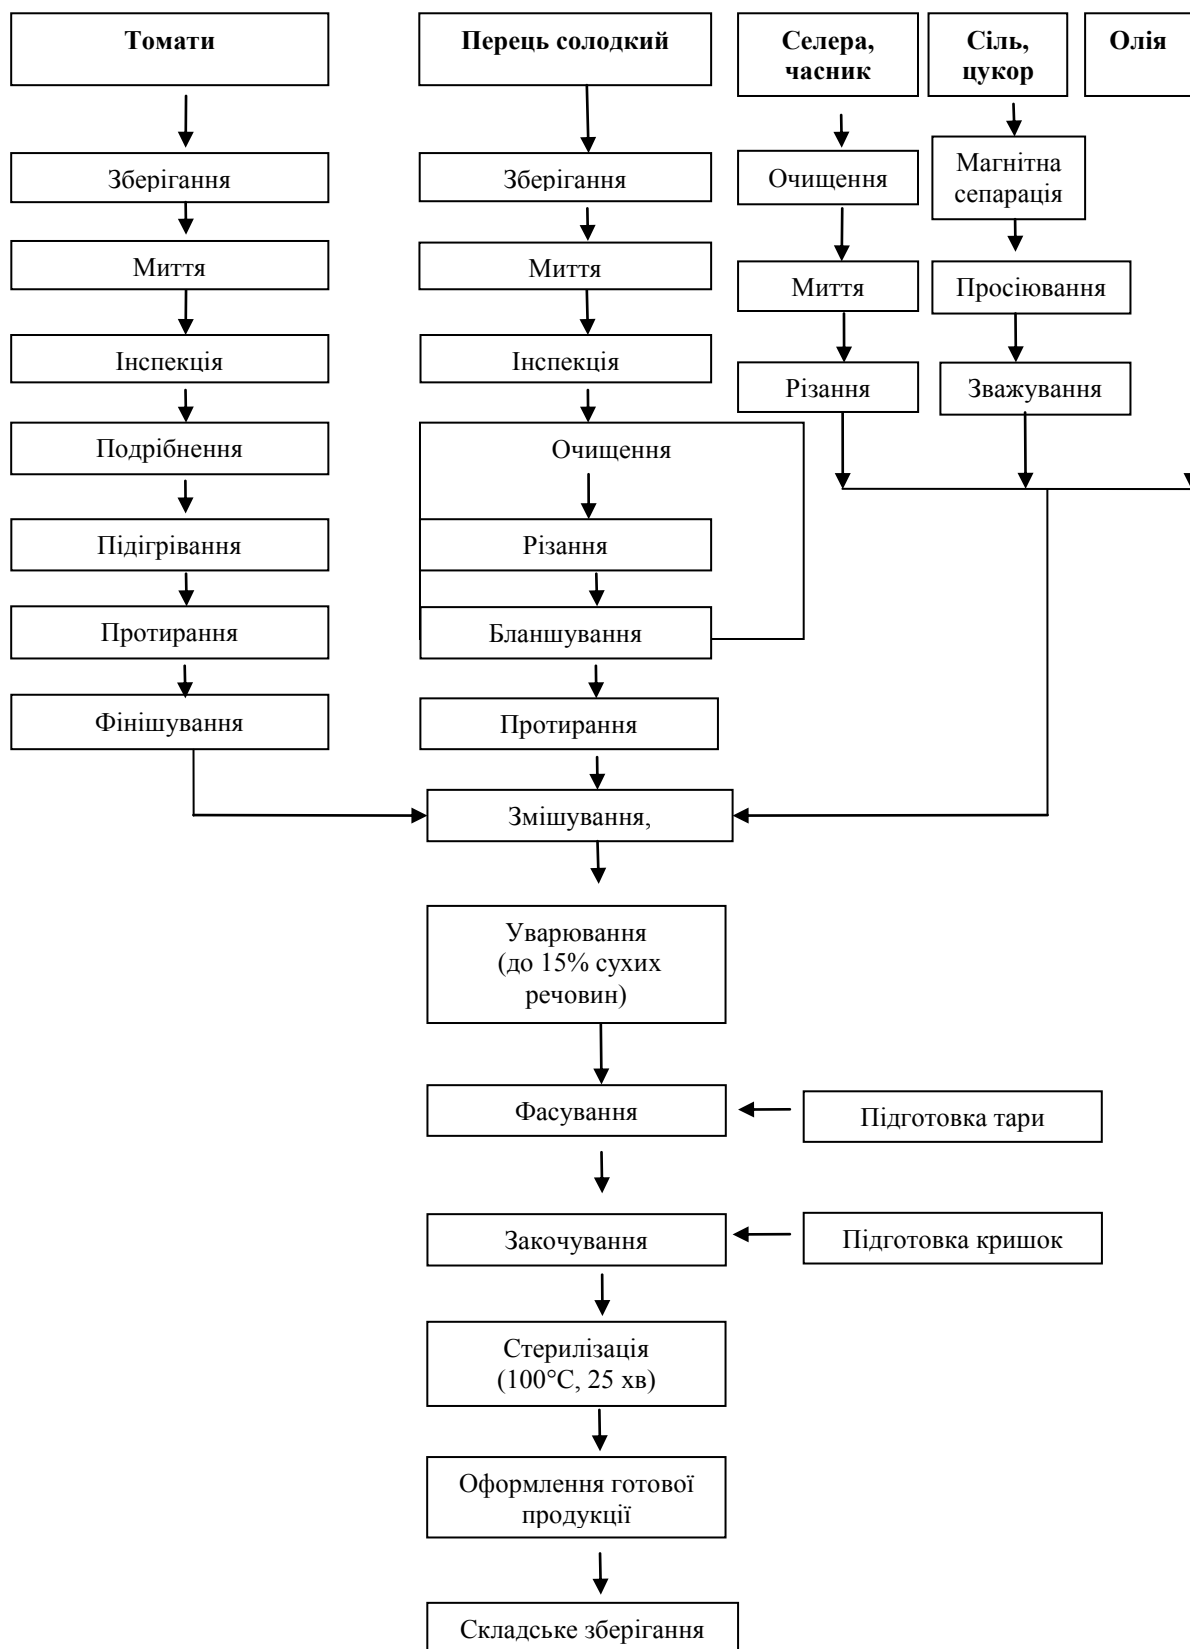 Томати
Перець солодкий
Селера,
часник
Сіль,
цукор
Олія
Зберігання
Зберігання
Очищення
Магнітна
сепарація
Миття
Миття
Миття
Просіювання
Інспекція
Інспекція
Різання
Зважування
Подрібнення
Очищення
Підігрівання
Різання
Протирання
Бланшування
Фінішування
Протирання
Змішування,
Уварювання
(до 15% сухих
речовин)
Фасування
Підготовка тари
Закочування
Підготовка кришок
Стерилізація
(100°С, 25 хв)
Оформлення готової
продукції
Складське зберігання